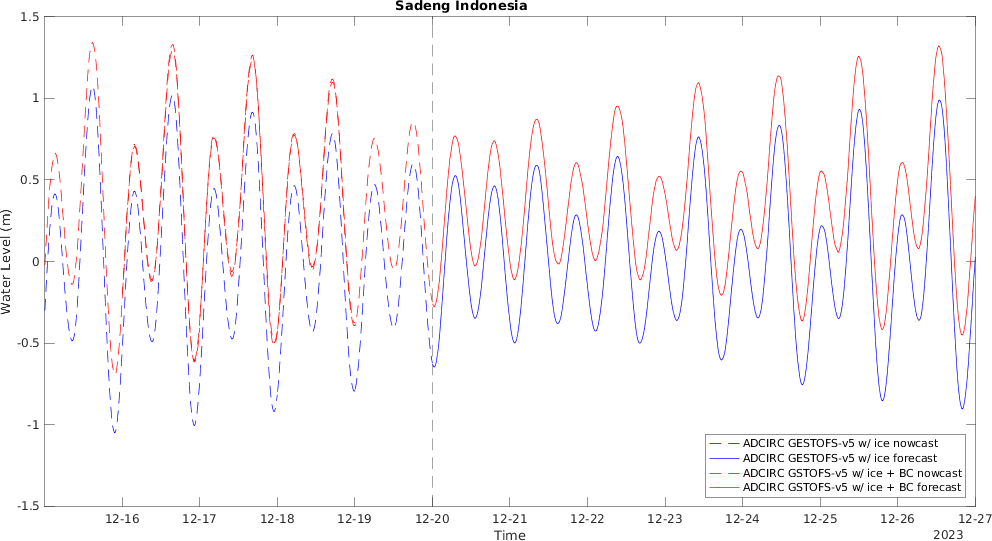 Sadeng Indonesia
1.5
1
0.5
0
-0.5
-1
-1.5
Water Level (m)
12-16 12-17 12-18 12-19 12-20 12-21 12-22 12-23 12-24 12-25 12-26 12-27
Time
2023
ADCIRC GESTOFS-v5 w/ ice nowcast
ADCIRC GESTOFS-v5 w/ ice forecast
ADCIRC GSTOFS-v5 w/ ice + BC nowcast
ADCIRC GSTOFS-v5 w/ ice + BC forecast